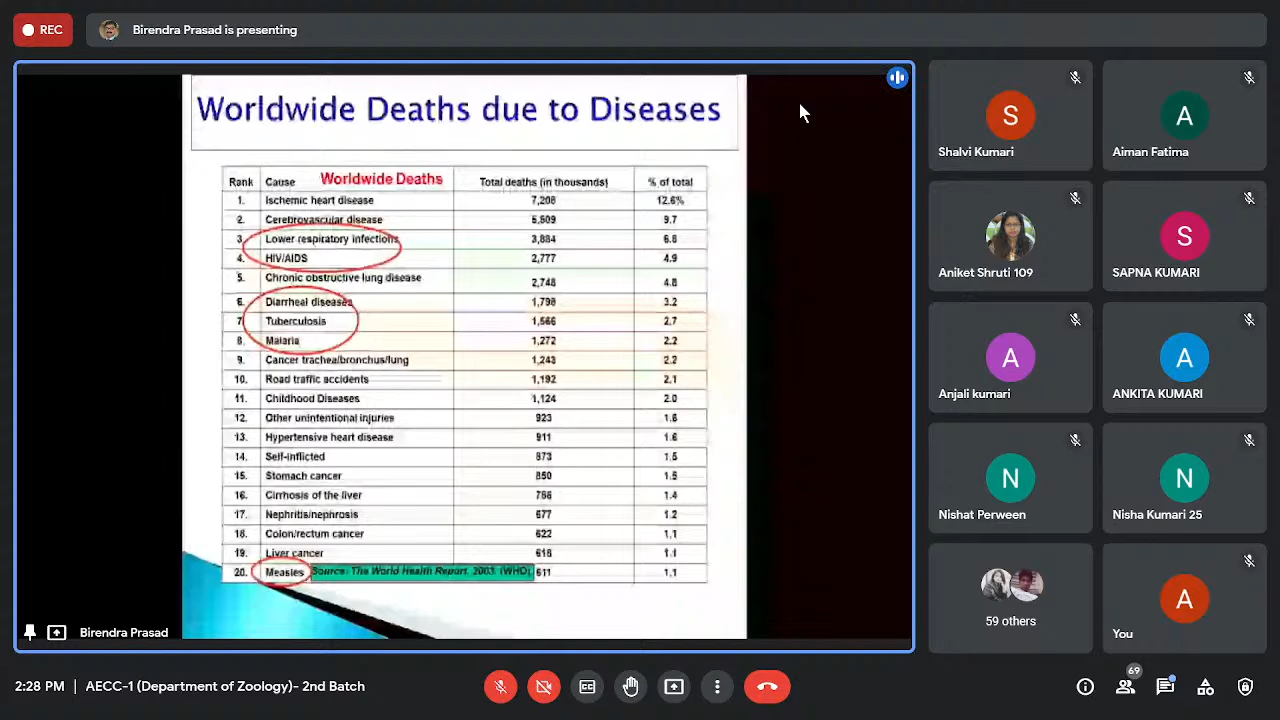 REC
Birendra Prasad is presenting
Worldwide Deaths due to Diseases
Rank Cause Worldwide Deaths Total deaths (in thousands) % of total
1. Ischemic heart disease 7,208 12.6%
2. Cerebrovascular disease 5,509 9.7
3. Lower respiratory infections 3,884 6.8
4. HIV/AIDS 2,777 4.9
5. Chronic obstructive lung disease 2,748 4.8
6. Diarrheal diseases 1,798 3.2
7. Tuberculosis 1,566 2.7
8. Malaria 1,272 2.2
9. Cancer trachea/bronchus/lung 1,243 2.2
10. Road traffic accidents 1,192 2.1
11. Childhood Diseases 1,124 2.0
12. Other unintentional injuries 923 1.6
13. Hypertensive heart disease 911 1.6
14. Self-inflicted 873 1.5
15. Stomach cancer 850 1.5
16. Cirrhosis of the liver 786 1.4
17. Nephritis/nephrosis 677 1.2
18. Colon/rectum cancer 622 1.1
19. Liver cancer 618 1.1
20. Measles Source: The World Health Report, 2003 (WHO), 611 1.1
Birendra Prasad
S
Shalvi Kumari
A
Aiman Fatima
Aniket Shruti 109
S
SAPNA KUMARI
A
Anjali kumari
A
ANKITA KUMARI
N
Nishat Perween
N
Nisha Kumari 25
59 others
A
You
2:28 PM | AECC-1 (Department of Zoology)- 2nd Batch
69